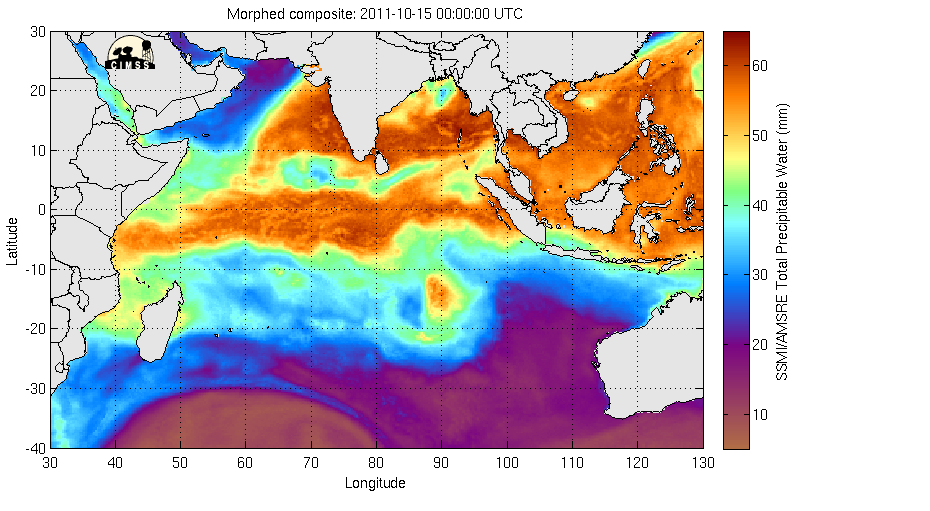 Morphed composite: 2011-10-15 00:00:00 UTC
CIMSS
30
20
10
0
-10
-20
-30
-40
Latitude
30 40 50 60 70 80 90 100 110 120 130
Longitude
60
50
40
30
20
10
SSMI/AMSRE Total Precipitable Water (mm)